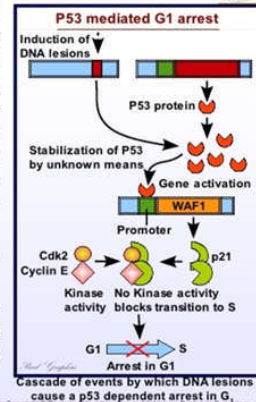 P53 mediated G1 arrest
Induction of
DNA lesions
P53 protein
Stabilization of P53
by unknown means
Gene activation
WAF1
Promoter
Cdk2
Cyclin E
p21
Kinase
activity
No Kinase activity
blocks transition to S
G1
S
Arrest in G1
Cascade of events by which DNA lesions
cause a p53 dependent arrest in G₁